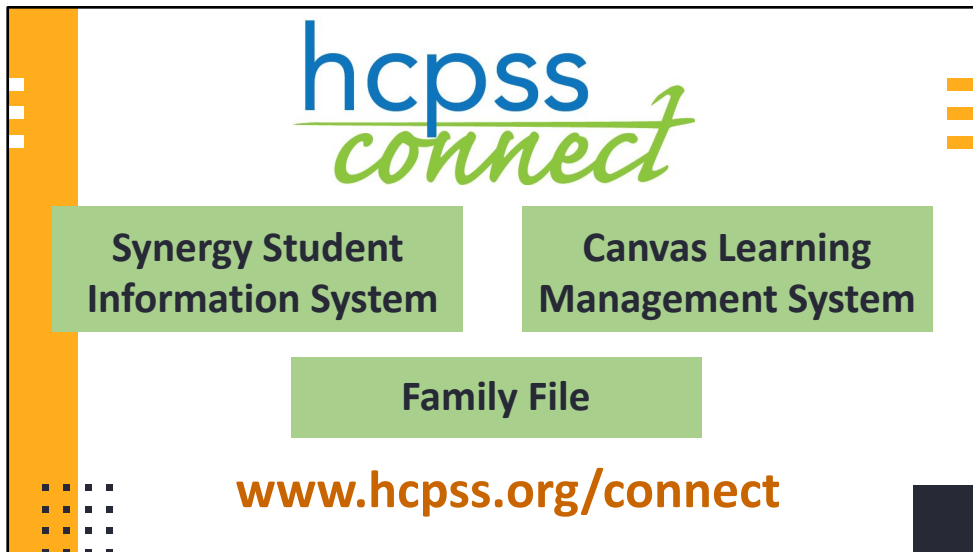 hcpss
connect
Synergy Student
Information System
Canvas Learning
Management System
Family File
www.hcpss.org/connect